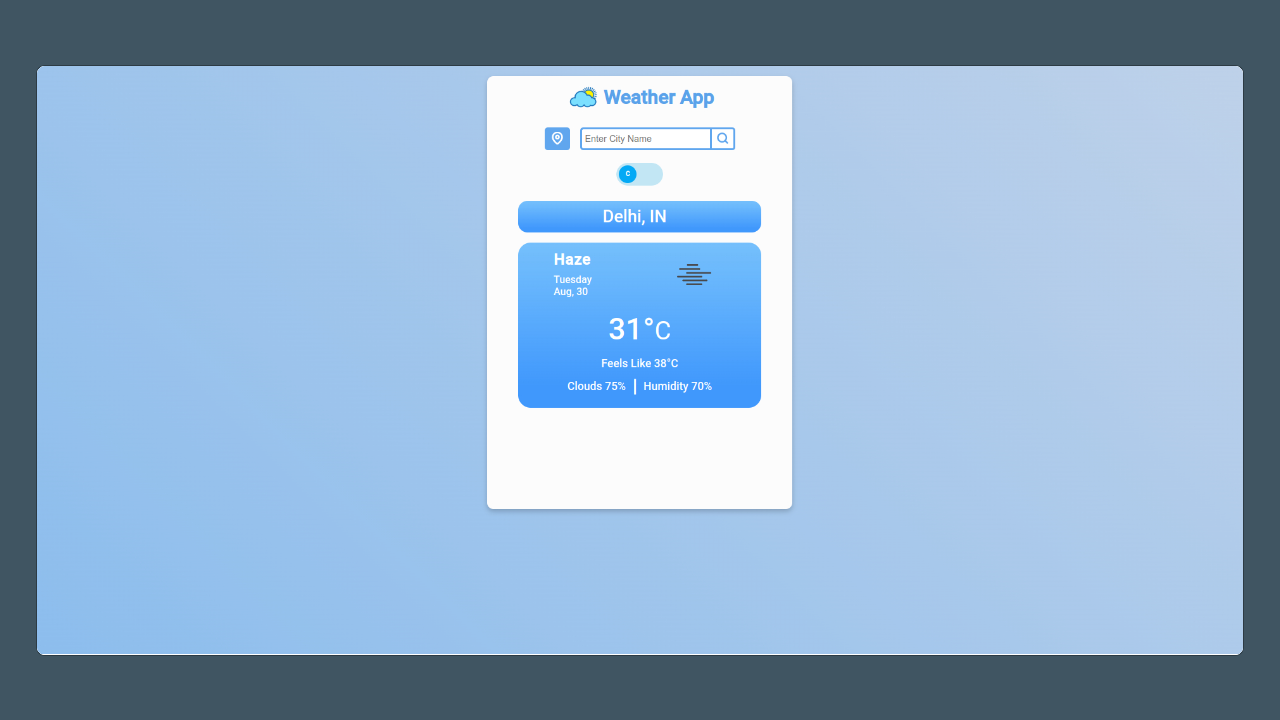 Weather App
Enter City Name
C
Delhi, IN
Haze
Tuesday
Aug, 30
31°C
Feels Like 38°C
Clouds 75% Humidity 70%